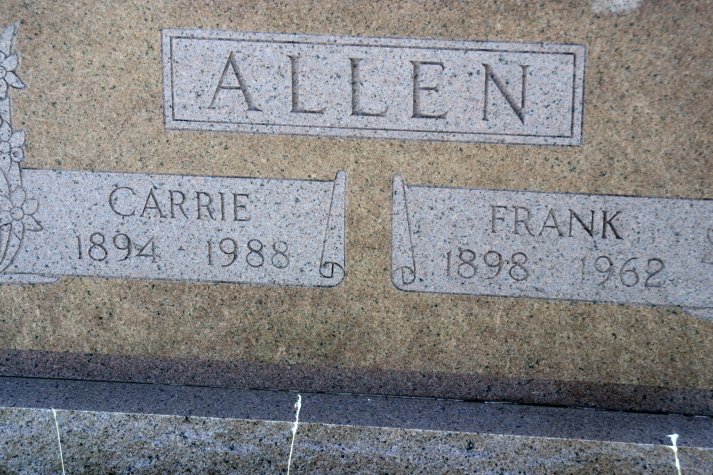 ALLEN
CARRIE
1894 - 1988
FRANK
1898 1962